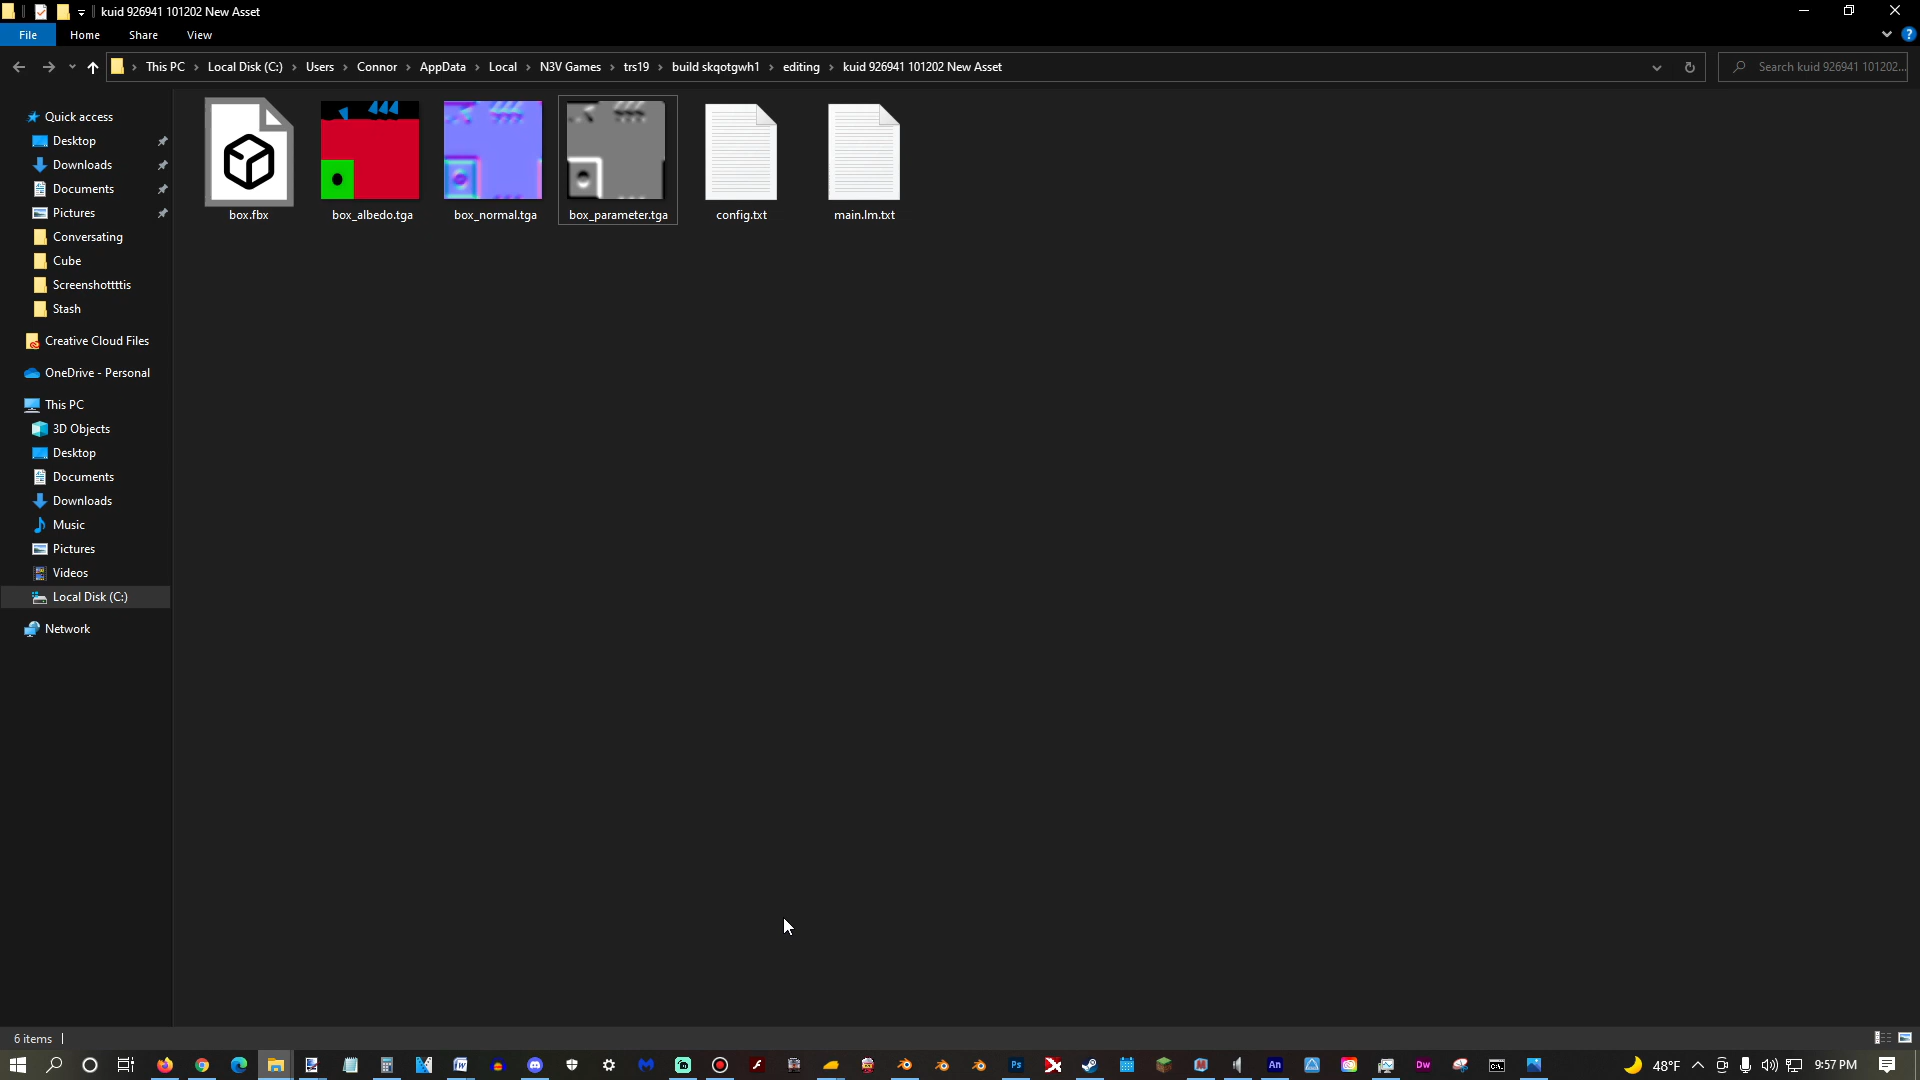 kuid 926941 101202 New Asset
File Home Share View
This PC Local Disk (C:) Users Connor AppData Local N3V Games trs19 build skqotgwh1 editing kuid 926941 101202 New Asset
Search kuid 926941 101202...
Quick access
Desktop
Downloads
Documents
Pictures
Conversating
Cube
Screenshottttis
Stash
Creative Cloud Files
OneDrive - Personal
This PC
3D Objects
Desktop
Documents
Downloads
Music
Pictures
Videos
Local Disk (C:)
Network
box.fbx
box_albedo.tga
box_normal.tga
box_parameter.tga
config.txt
main.lm.txt
6 items
Ps
An
Dw
48°F
9:57 PM